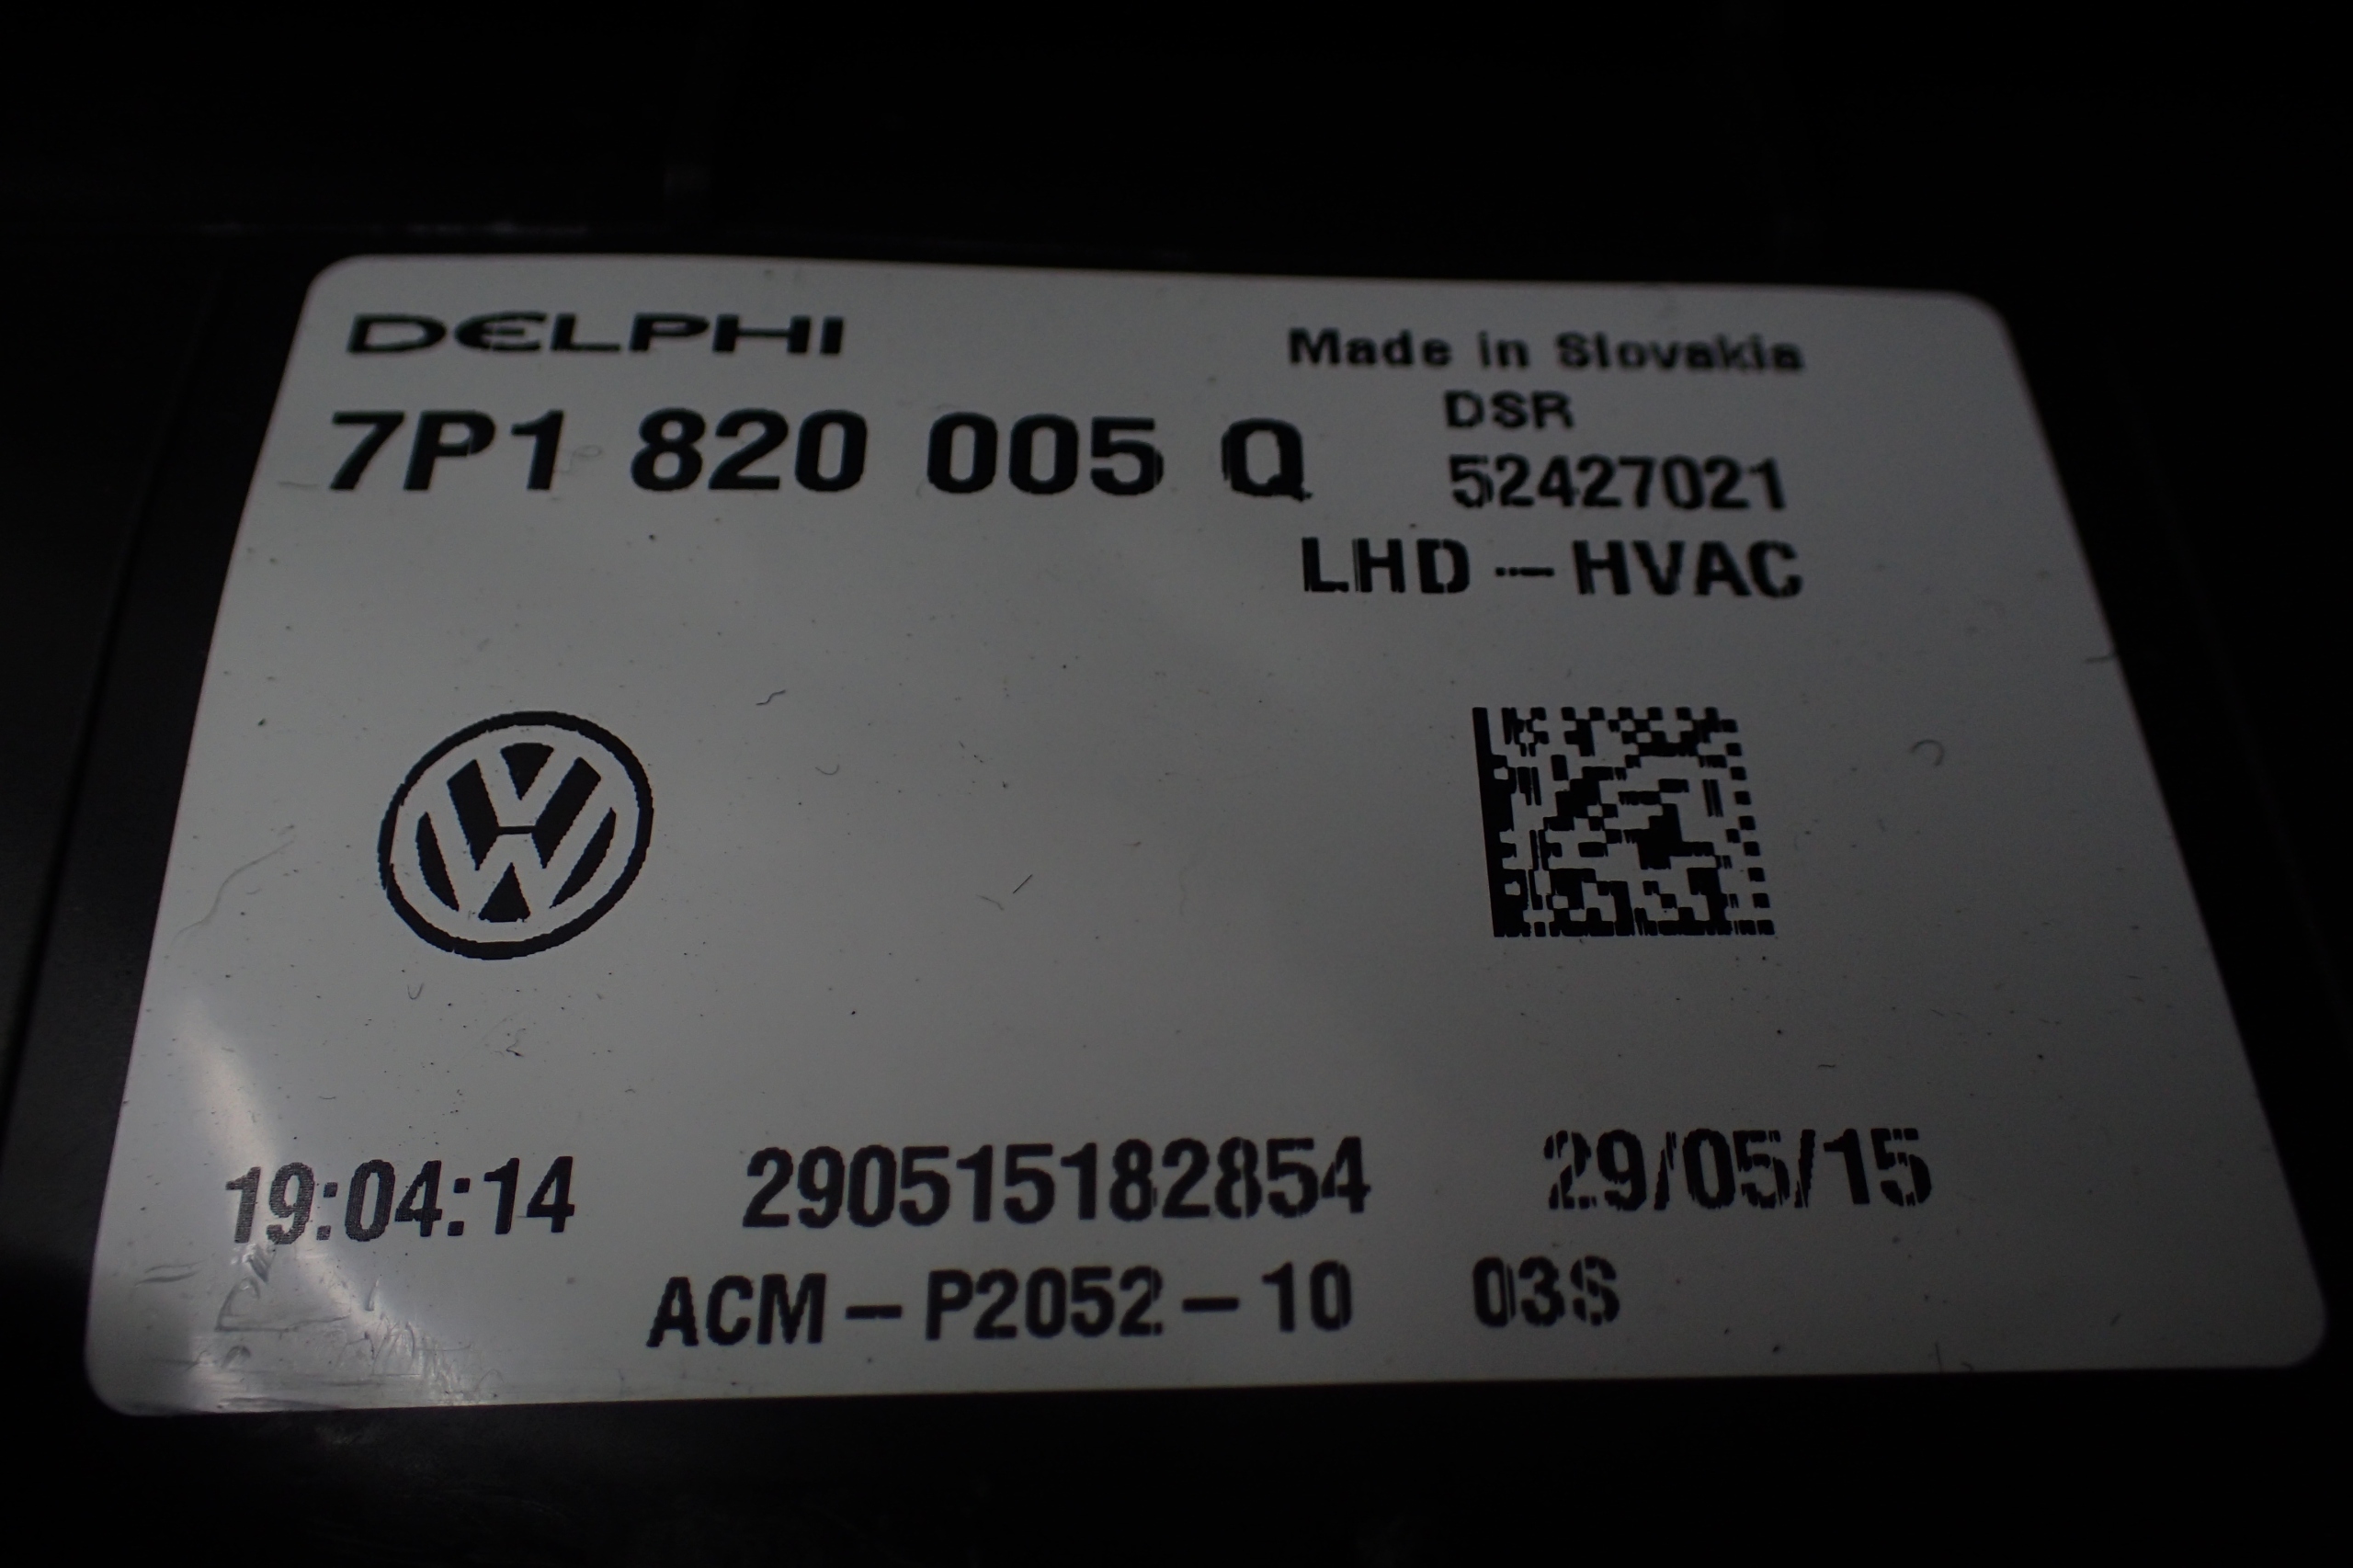 DELPHI
Made in Slovakia
7P1 820 005 Q
DSR
52427021
LHD - HVAC
19:04:14 290515182854 29/05/15
ACM - P2052 - 10 03S